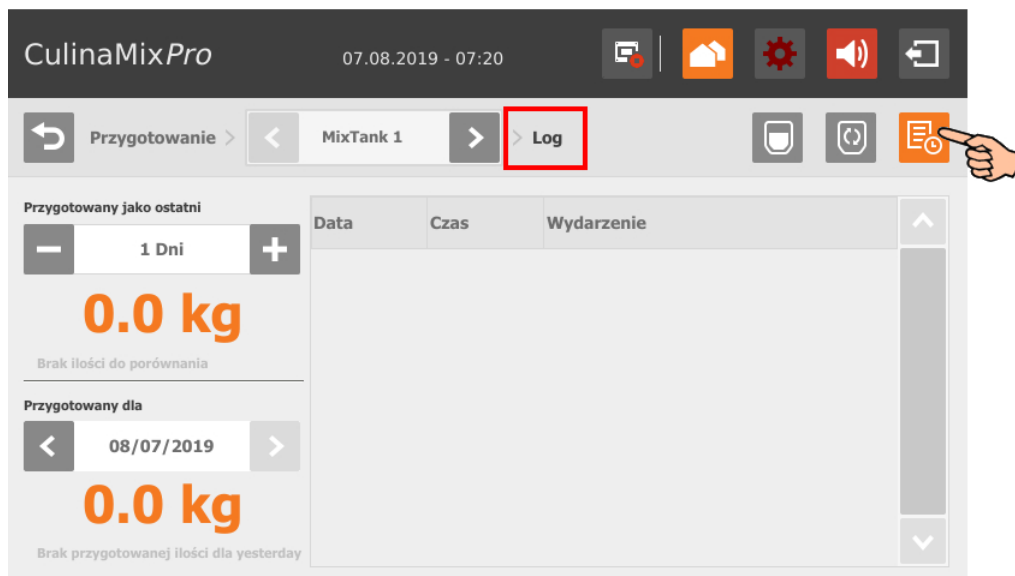 CulinaMixPro 07.08.2019 - 07:20
Przygotowanie > MixTank 1 > Log
Przygotowany jako ostatni
1 Dni
0.0 kg
Brak ilości do porównania
Przygotowany dla
08/07/2019
0.0 kg
Brak przygotowanej ilości dla yesterday
Data Czas Wydarzenie